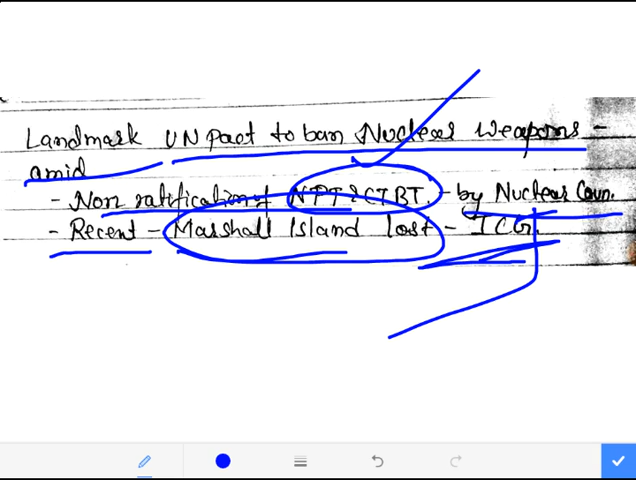 Landmark UN Pact to ban Nuclear Weapons -
amid
- Non ratification of NPT & CTBT. - by Nuclear Coun.
- Recent - Marshall Island lost - ICG.